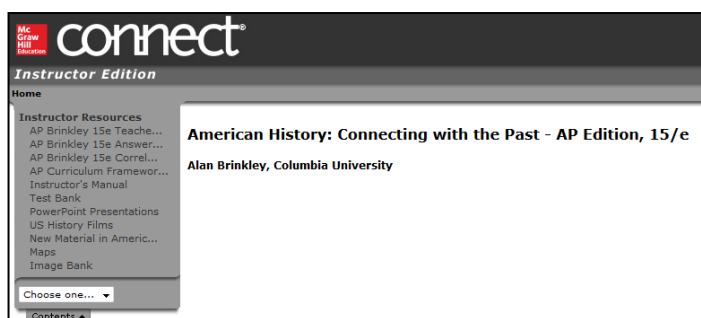 Mc
Graw
Hill
Education
connect®
Instructor Edition
Home
Instructor Resources
AP Brinkley 15e Teache...
AP Brinkley 15e Answer...
AP Brinkley 15e Correl...
AP Curriculum Framewor...
Instructor's Manual
Test Bank
PowerPoint Presentations
US History Films
New Material in Americ...
Maps
Image Bank
Choose one...
Contents
American History: Connecting with the Past - AP Edition, 15/e
Alan Brinkley, Columbia University